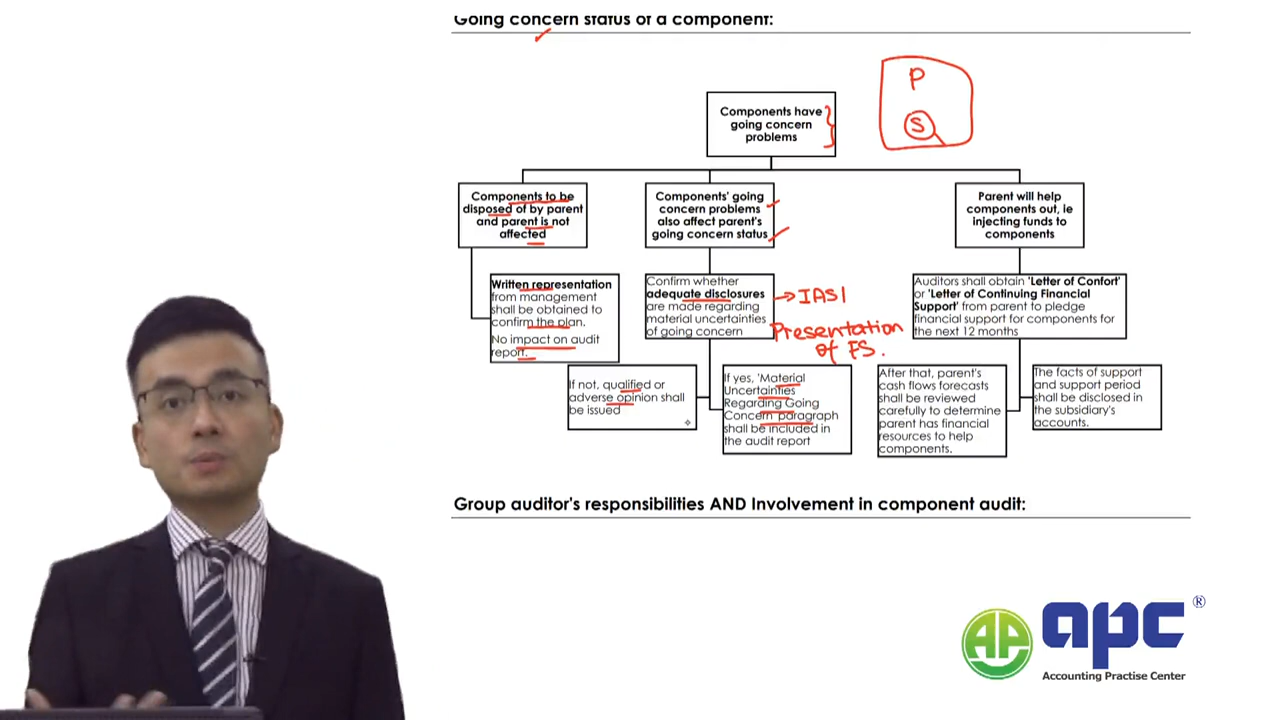 Going concern status of a component:
P
S
Components have
going concern
problems
Components to be
disposed of by parent
and parent is not
affected
Components' going
concern problems
also affect parent's
going concern status
Parent will help
components out, ie
injecting funds to
components
Written representation
from management
shall be obtained to
confirm the plan.
No impact on audit
report.
Confirm whether
adequate disclosures
are made regarding
material uncertainties
of going concern
→ IAS1
Presentation
of FS.
Auditors shall obtain 'Letter of Confort'
or 'Letter of Continuing Financial
Support' from parent to pledge
financial support for components for
the next 12 months
If not, qualified or
adverse opinion shall
be issued
If yes, 'Material
Uncertainties
Regarding Going
Concern paragraph
shall be included in
the audit report
After that, parent's
cash flows forecasts
shall be reviewed
carefully to determine
parent has financial
resources to help
components.
The facts of support
and support period
shall be disclosed in
the subsidiary's
accounts.
Group auditor's responsibilities AND Involvement in component audit:
AP
apc®
Accounting Practise Center